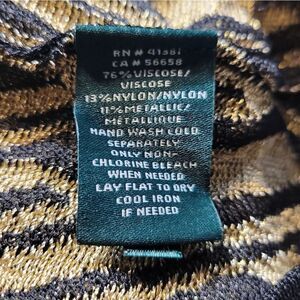 RN # 41381
CA # 56658
76% VISCOSE/
VISCOSE
13% NYLON/NYLON
11% METALLIC/
MÉTALLIQUE
HAND WASH COLD
SEPARATELY
ONLY NON-
CHLORINE BLEACH
WHEN NEEDED
LAY FLAT TO DRY
COOL IRON
IF NEEDED